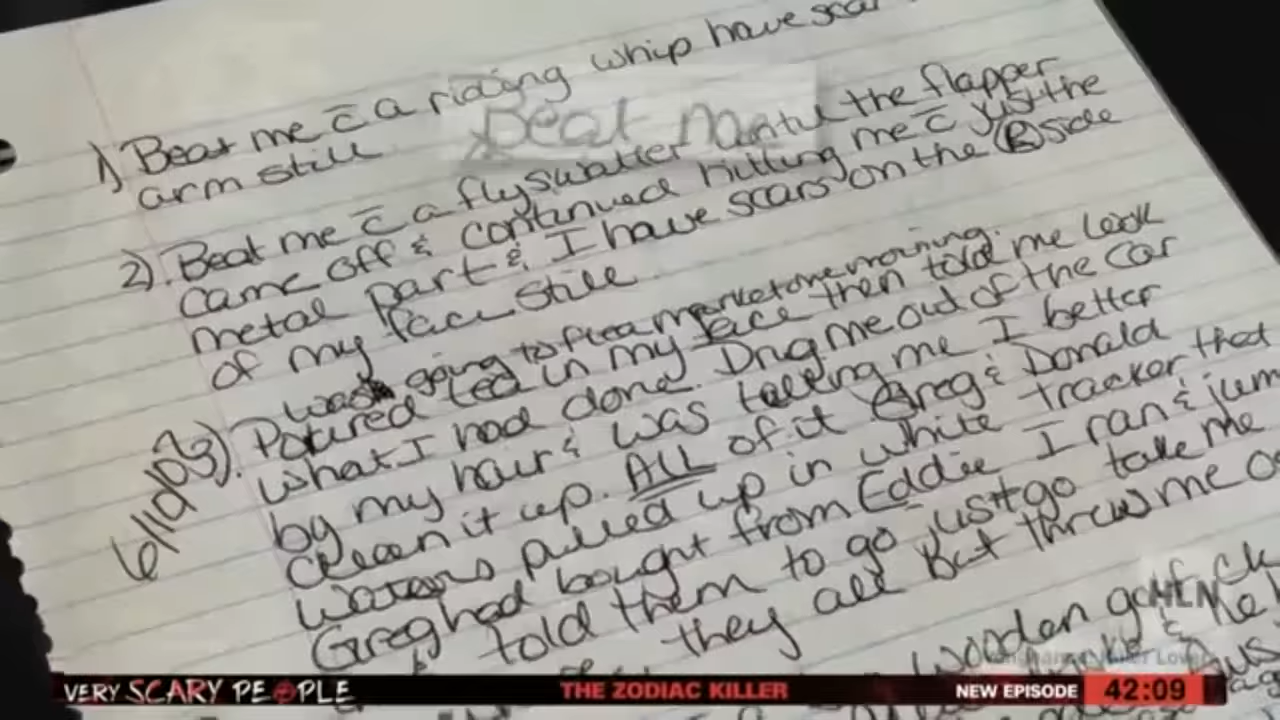 1) Beat me c̄ a riding whip have scar
arm still
Beat me
2) Beat me c̄ a flyswatter until the flapper
came off & continued hitting me c̄ just the
metal part & I have scars on the Ⓡ side
of my face still
was going to flea market one morning.
3) Poured tea in my face then told me look
what I had done. Drug me out of the car
by my hair & was telling me I better
clean it up. ALL of it Greg & Donald
Waters pulled up in white tracker that
Greg had bought from Eddie I ran & jum
told them to go just go take me
they all But threw me o
wooden golf
HLN
VERY SCARY PEOPLE
THE ZODIAC KILLER
NEW EPISODE
42:09